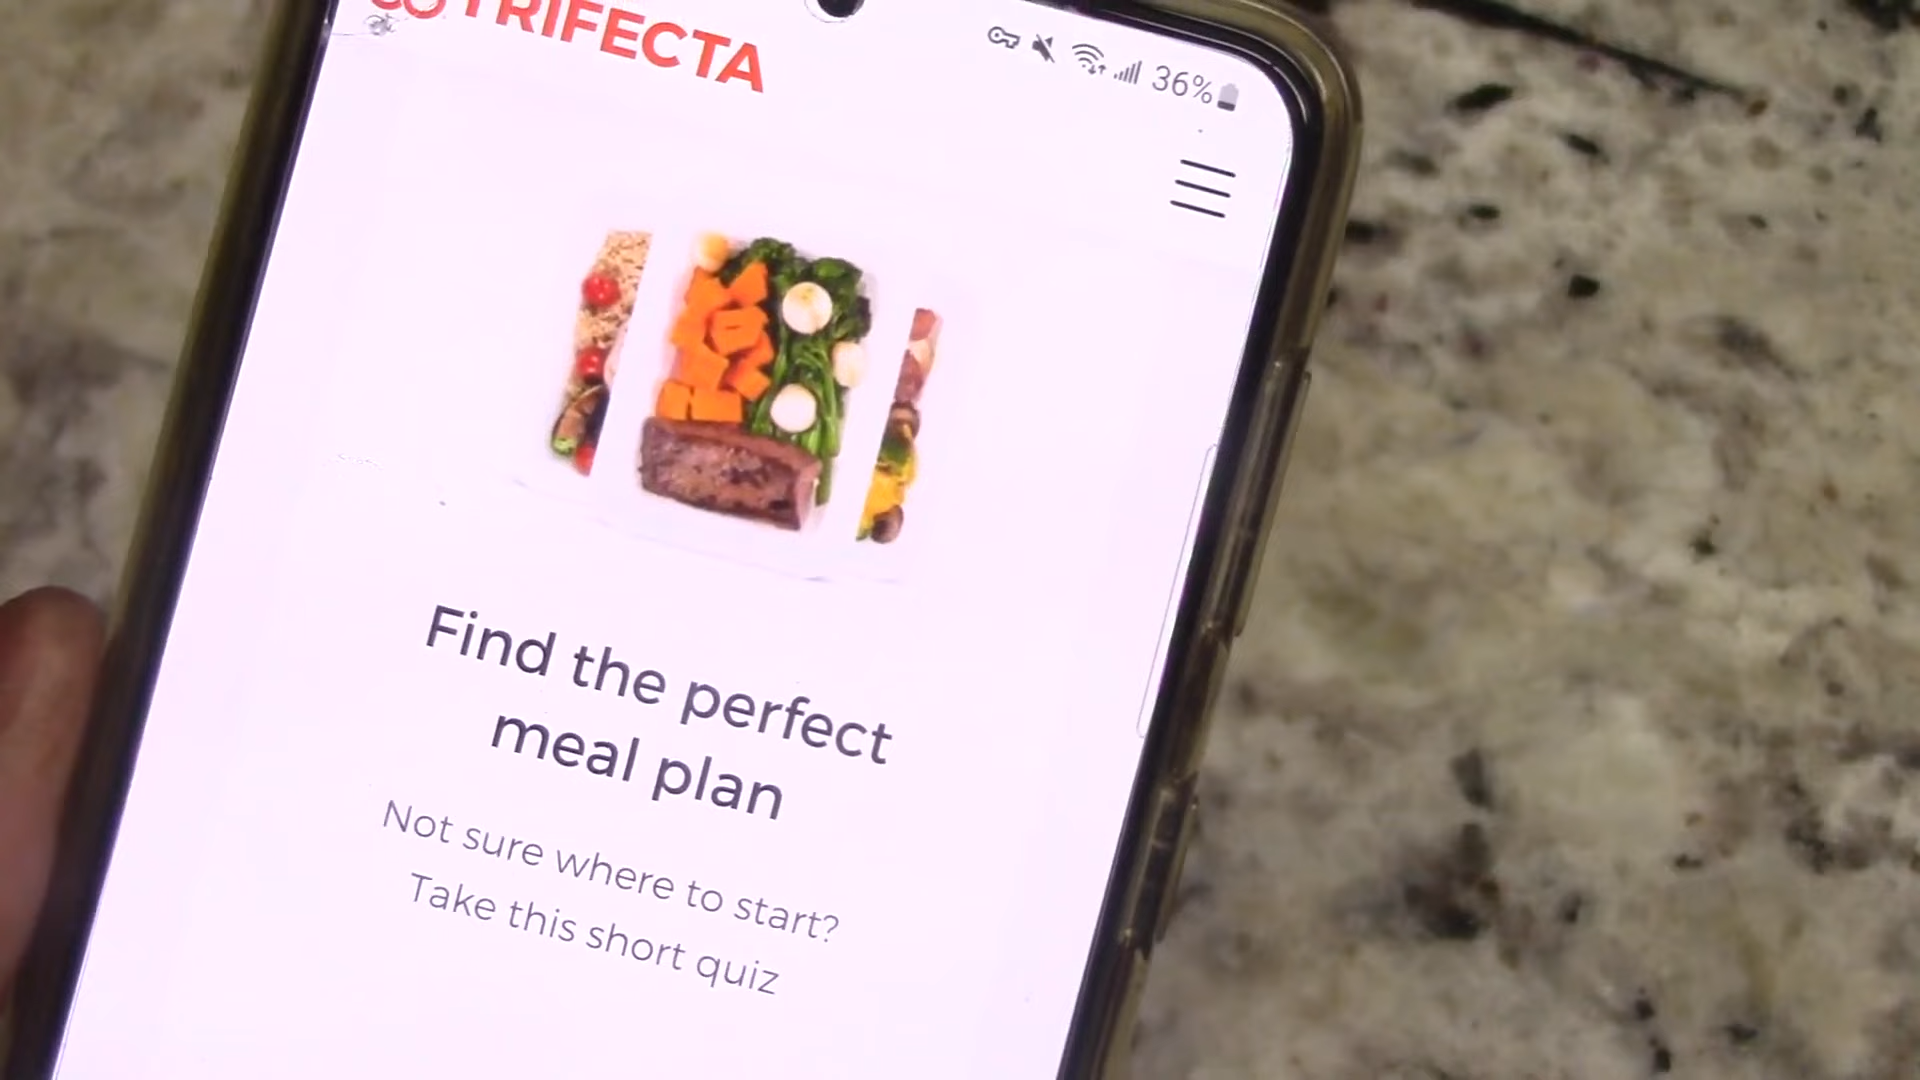 TRIFECTA
36%
Find the perfect
meal plan
Not sure where to start?
Take this short quiz